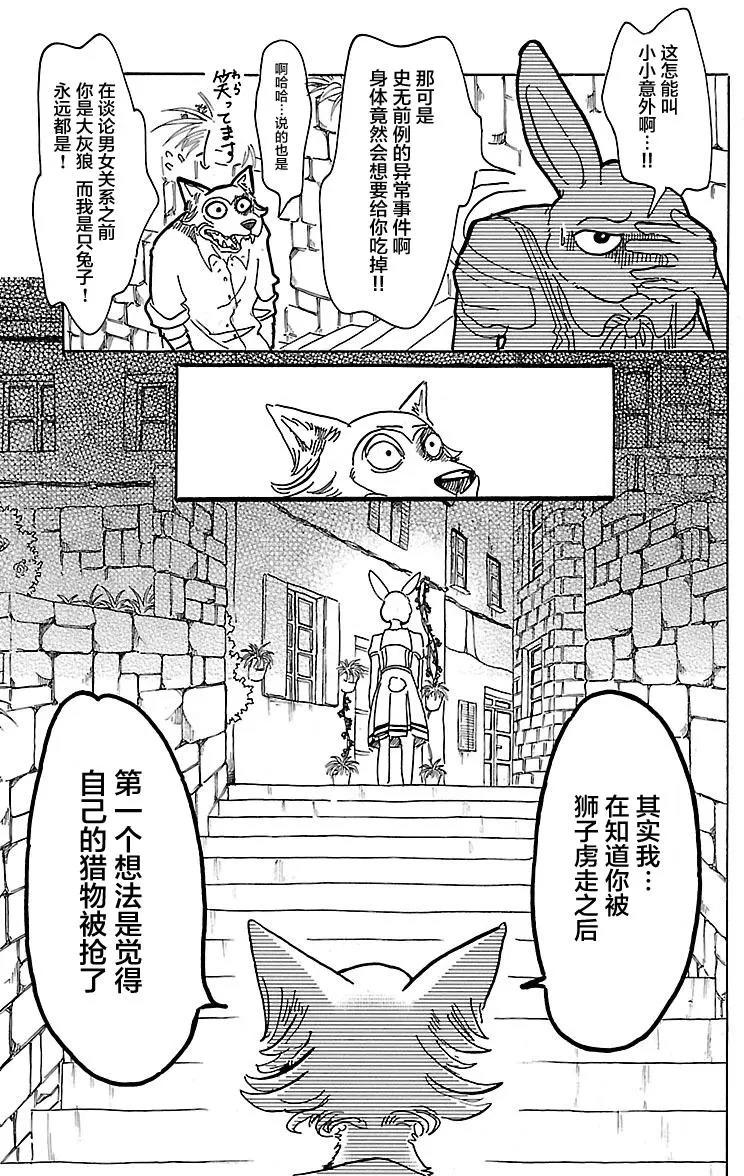 这怎能叫
小小意外啊…!!
那可是
史无前例的异常事件啊
身体竟然会想要给你吃掉!!
啊哈哈…说的也是
笑ってます
わら
在谈论男女关系之前
你是大灰狼 而我是只兔子！
永远都是！
其实我…
在知道你被
狮子虏走之后
第一个想法是觉得
自己的猎物被抢了